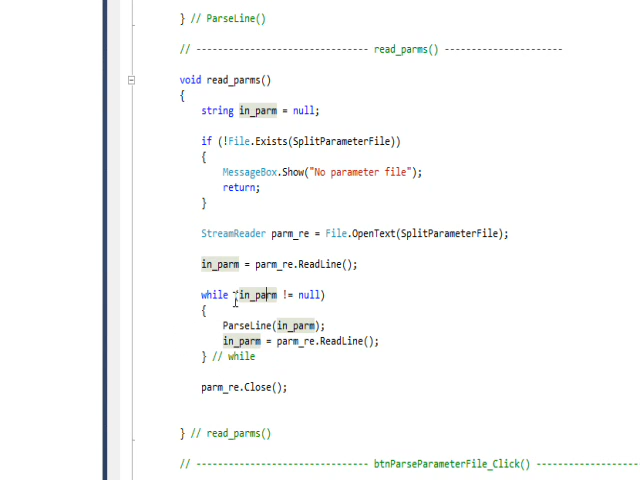 } // ParseLine()
// -------------------------------- read_parms() ----------------------
void read_parms()
{
string in_parm = null;
if (!File.Exists(SplitParameterFile))
{
MessageBox.Show("No parameter file");
return;
}
StreamReader parm_re = File.OpenText(SplitParameterFile);
in_parm = parm_re.ReadLine();
while (in_parm != null)
{
ParseLine(in_parm);
in_parm = parm_re.ReadLine();
} // while
parm_re.Close();
} // read_parms()
// -------------------------------- btnParseParameterFile_Click() -------------------